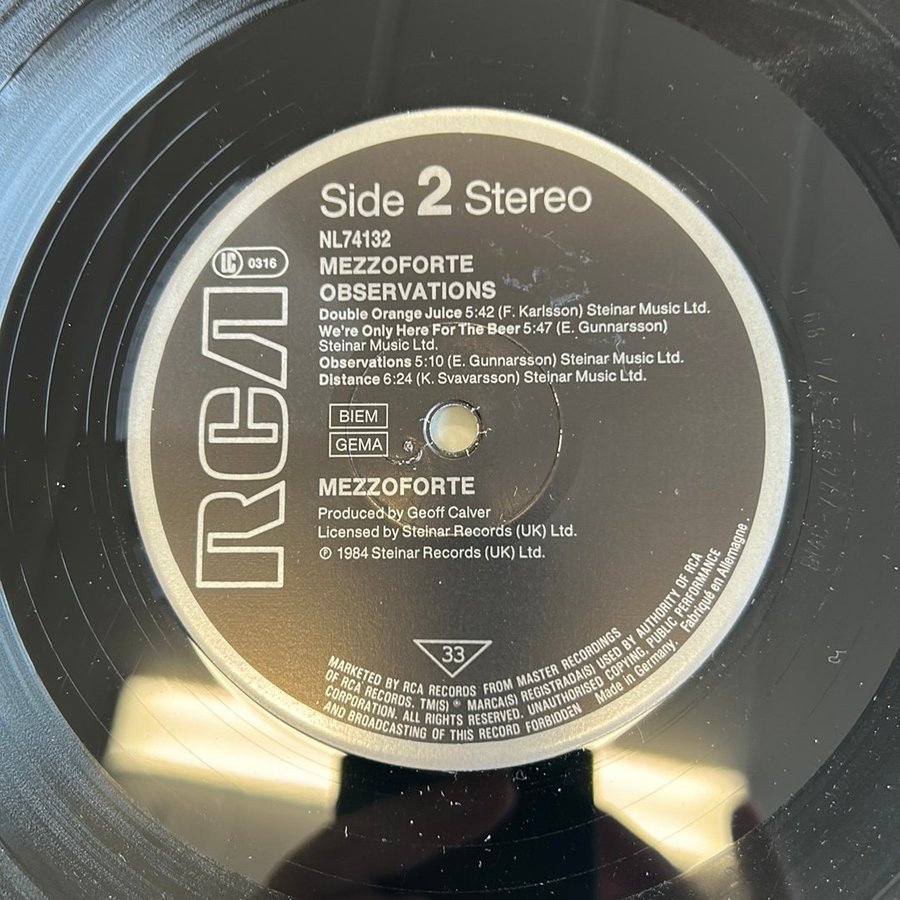 Side 2 Stereo
NL74132
LC 0316
MEZZOFORTE
OBSERVATIONS
Double Orange Juice 5:42 (F. Karlsson) Steinar Music Ltd.
We're Only Here For The Beer 5:47 (E. Gunnarsson)
Steinar Music Ltd.
Observations 5:10 (E. Gunnarsson) Steinar Music Ltd.
Distance 6:24 (K. Svavarsson) Steinar Music Ltd.
RCA
BIEM
GEMA
MEZZOFORTE
Produced by Geoff Calver
Licensed by Steinar Records (UK) Ltd.
℗ 1984 Steinar Records (UK) Ltd.
33
MARKETED BY RCA RECORDS FROM MASTER RECORDINGS
OF RCA RECORDS. TM(S) ® MARCA(S) REGISTRADA(S) USED BY AUTHORITY OF RCA
CORPORATION. ALL RIGHTS RESERVED. UNAUTHORISED COPYING, PUBLIC PERFORMANCE
AND BROADCASTING OF THIS RECORD FORBIDDEN Made in Germany. Fabriqué en Allemagne.